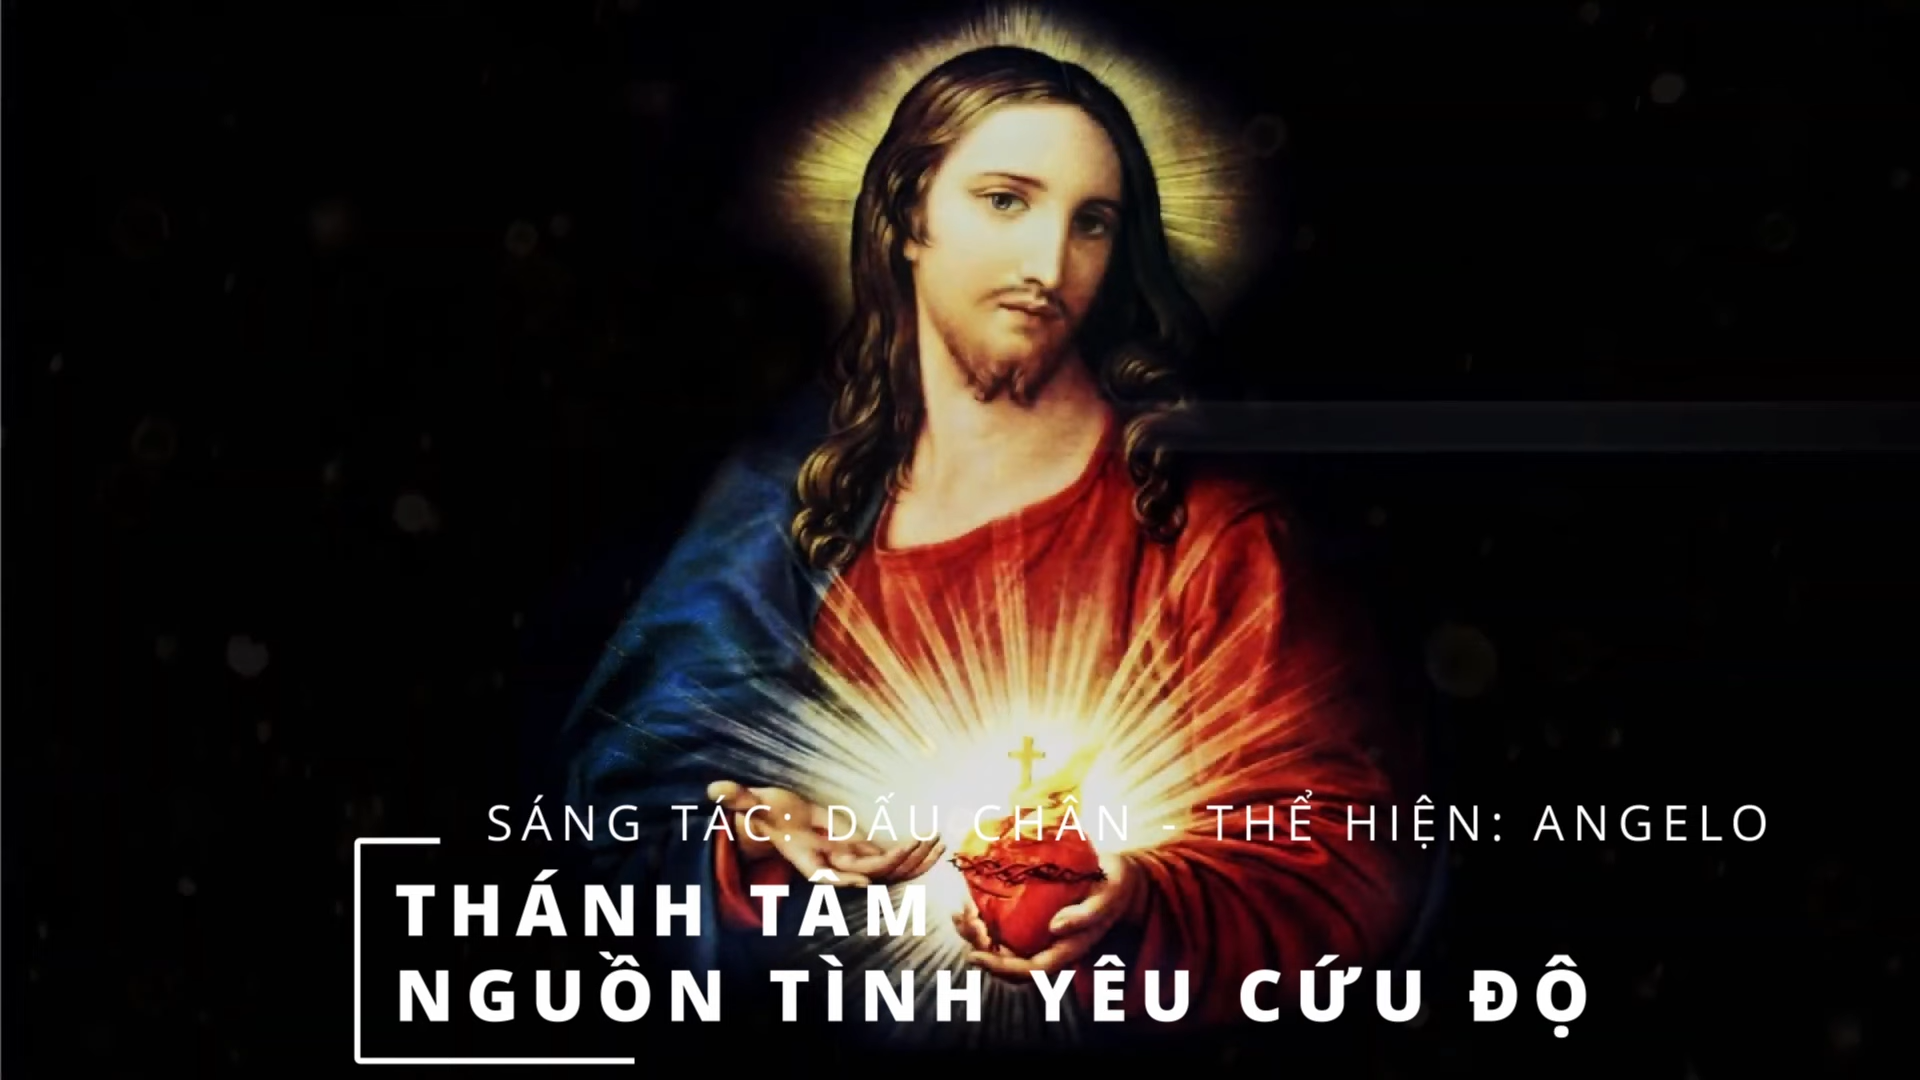 SÁNG TÁC: DẤU CHÂN - THỂ HIỆN: ANGELO
THÁNH TÂM
NGUỒN TÌNH YÊU CỨU ĐỘ